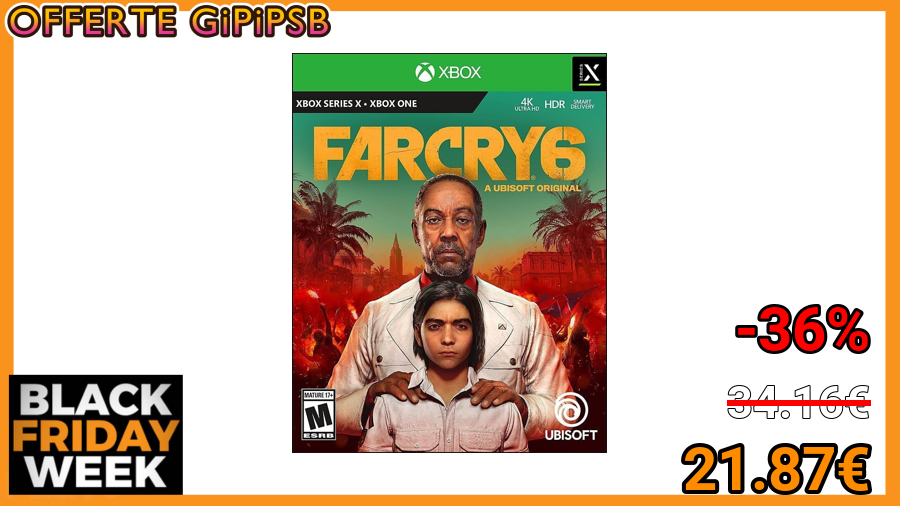 OFFERTE GiPiPSB
XBOX
SERIES X
XBOX SERIES X • XBOX ONE
4K
ULTRA HD
HDR
SMART
DELIVERY
FARCRY6
A UBISOFT ORIGINAL
MATURE 17+
M
ESRB
UBISOFT
BLACK
FRIDAY
WEEK
-36%
34.16€
21.87€